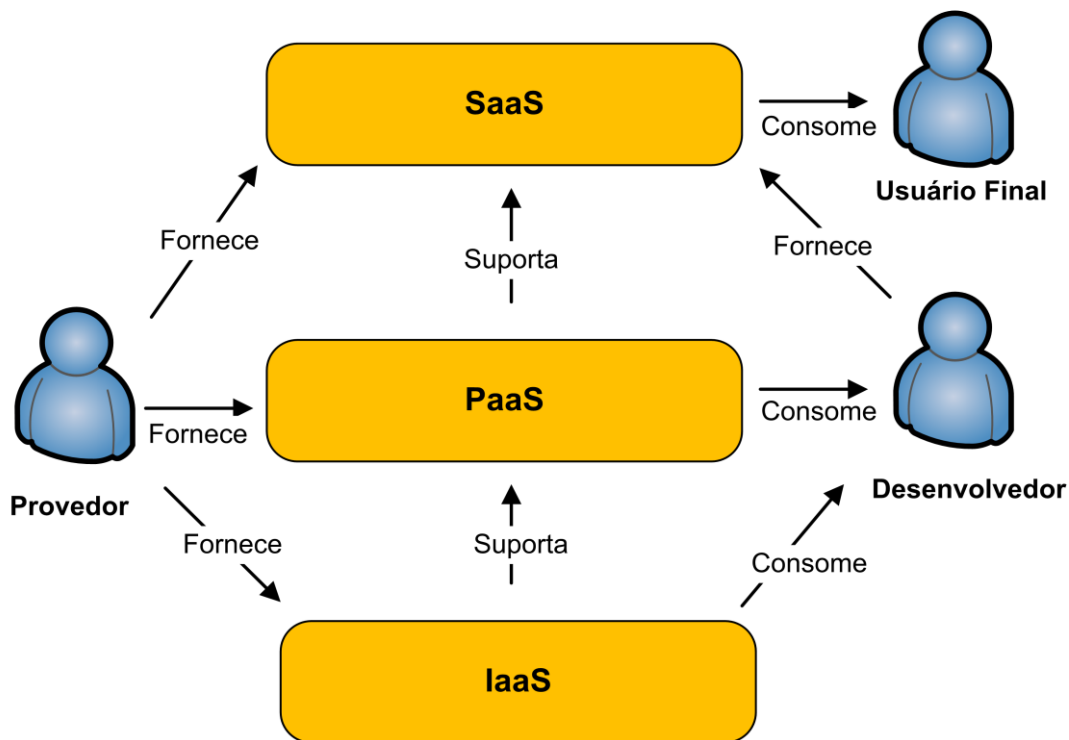 SaaS
Consome
Usuário Final
Fornece
Suporta
Fornece
PaaS
Consome
Fornece
Provedor
Desenvolvedor
Fornece
Suporta
Consome
IaaS